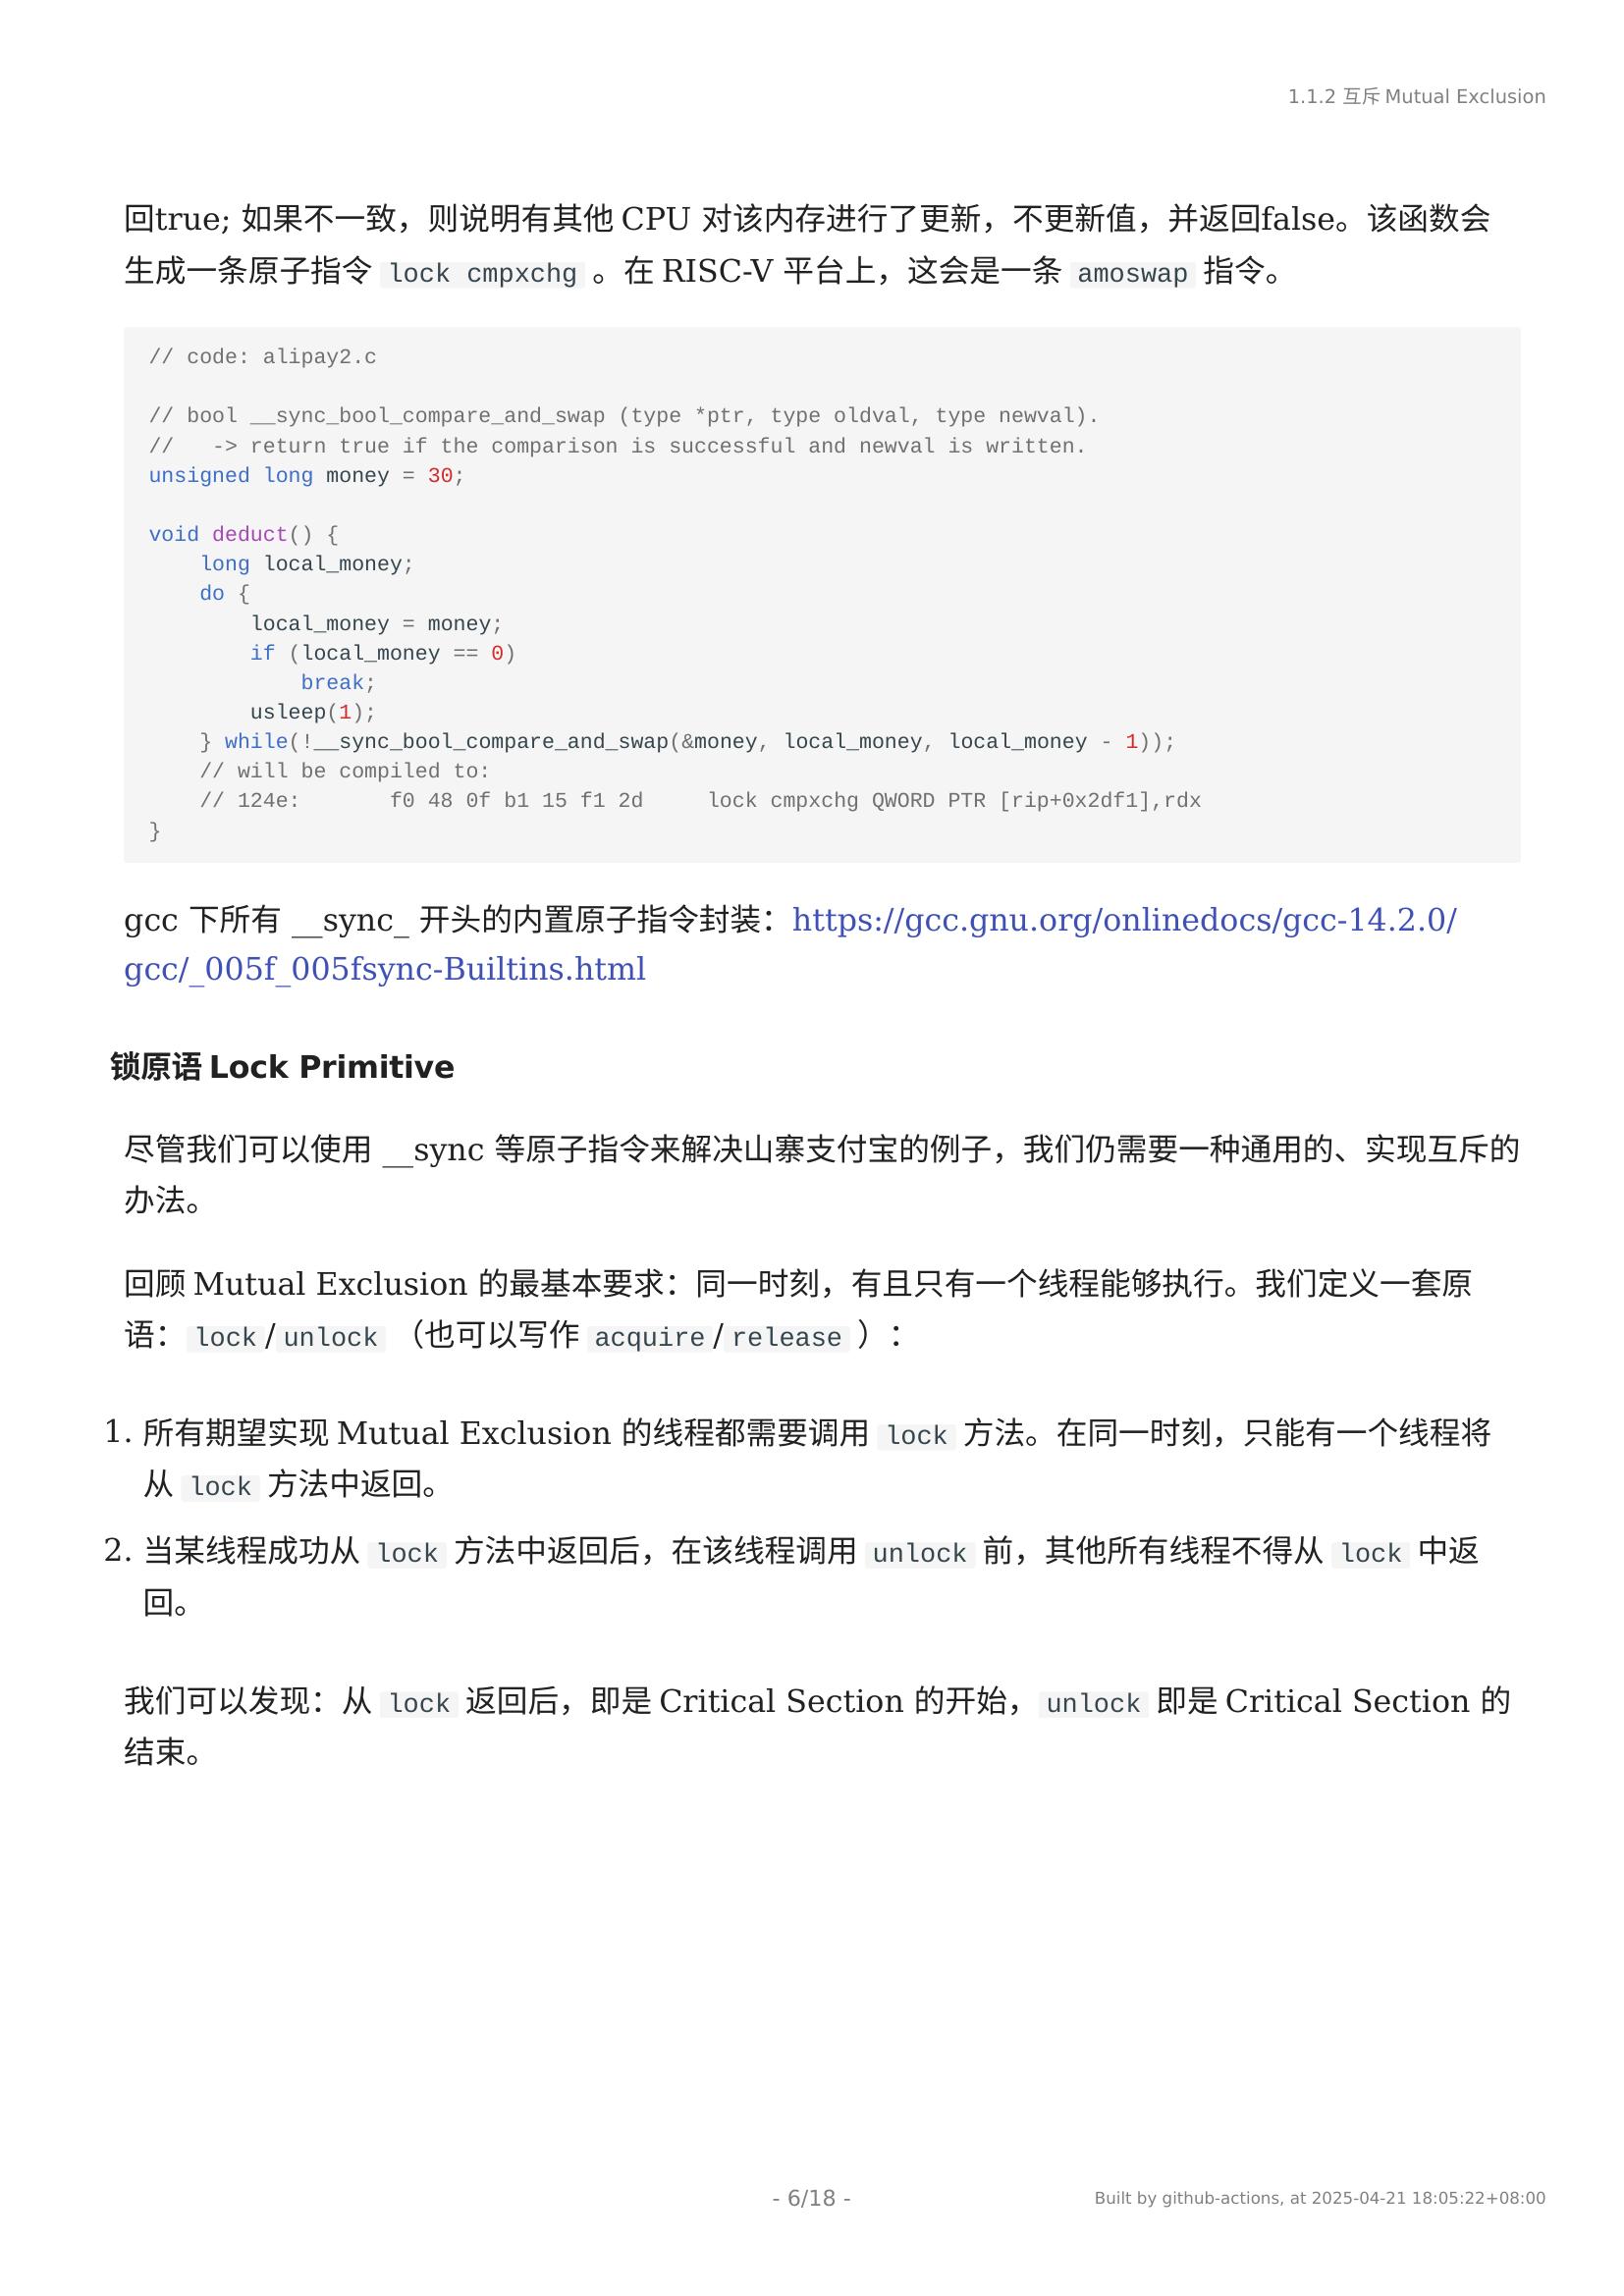 1.1.2 互斥 Mutual Exclusion
回true; 如果不一致，则说明有其他 CPU 对该内存进行了更新，不更新值，并返回false。该函数会
生成一条原子指令 lock cmpxchg 。在 RISC-V 平台上，这会是一条 amoswap 指令。
// code: alipay2.c
// bool __sync_bool_compare_and_swap (type *ptr, type oldval, type newval).
//   -> return true if the comparison is successful and newval is written.
unsigned long money = 30;
void deduct() {
    long local_money;
    do {
        local_money = money;
        if (local_money == 0)
            break;
        usleep(1);
    } while(!__sync_bool_compare_and_swap(&money, local_money, local_money - 1));
    // will be compiled to:
    // 124e:       f0 48 0f b1 15 f1 2d     lock cmpxchg QWORD PTR [rip+0x2df1],rdx
}
gcc 下所有 __sync_ 开头的内置原子指令封装：https://gcc.gnu.org/onlinedocs/gcc-14.2.0/
gcc/_005f_005fsync-Builtins.html
锁原语 Lock Primitive
尽管我们可以使用 __sync 等原子指令来解决山寨支付宝的例子，我们仍需要一种通用的、实现互斥的
办法。
回顾 Mutual Exclusion 的最基本要求：同一时刻，有且只有一个线程能够执行。我们定义一套原
语： lock / unlock （也可以写作 acquire / release ）：
1. 所有期望实现 Mutual Exclusion 的线程都需要调用 lock 方法。在同一时刻，只能有一个线程将
从 lock 方法中返回。
2. 当某线程成功从 lock 方法中返回后，在该线程调用 unlock 前，其他所有线程不得从 lock 中返
回。
我们可以发现：从 lock 返回后，即是 Critical Section 的开始， unlock 即是 Critical Section 的
结束。
- 6/18 -
Built by github-actions, at 2025-04-21 18:05:22+08:00